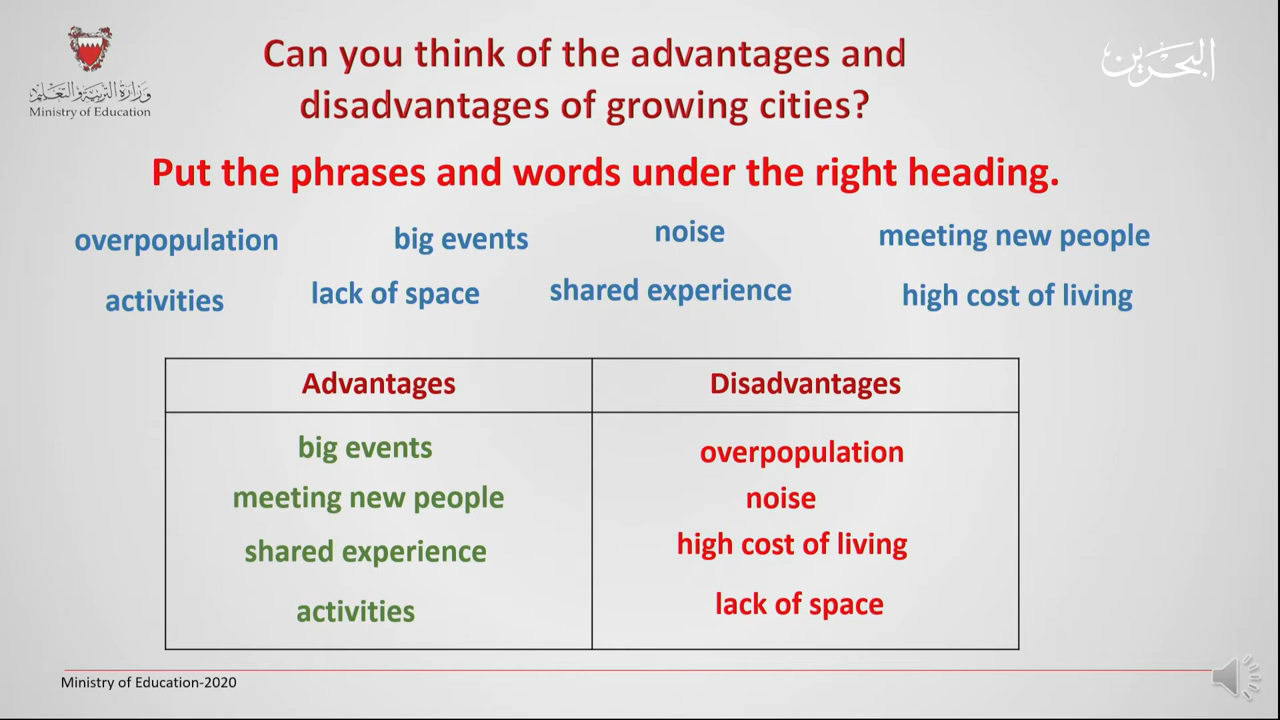 وزارة التربية والتعليم
Ministry of Education
البحرين
Can you think of the advantages and
disadvantages of growing cities?
Put the phrases and words under the right heading.
overpopulation big events noise meeting new people
activities lack of space shared experience high cost of living
Advantages Disadvantages
big events overpopulation
meeting new people noise
shared experience high cost of living
activities lack of space
Ministry of Education-2020